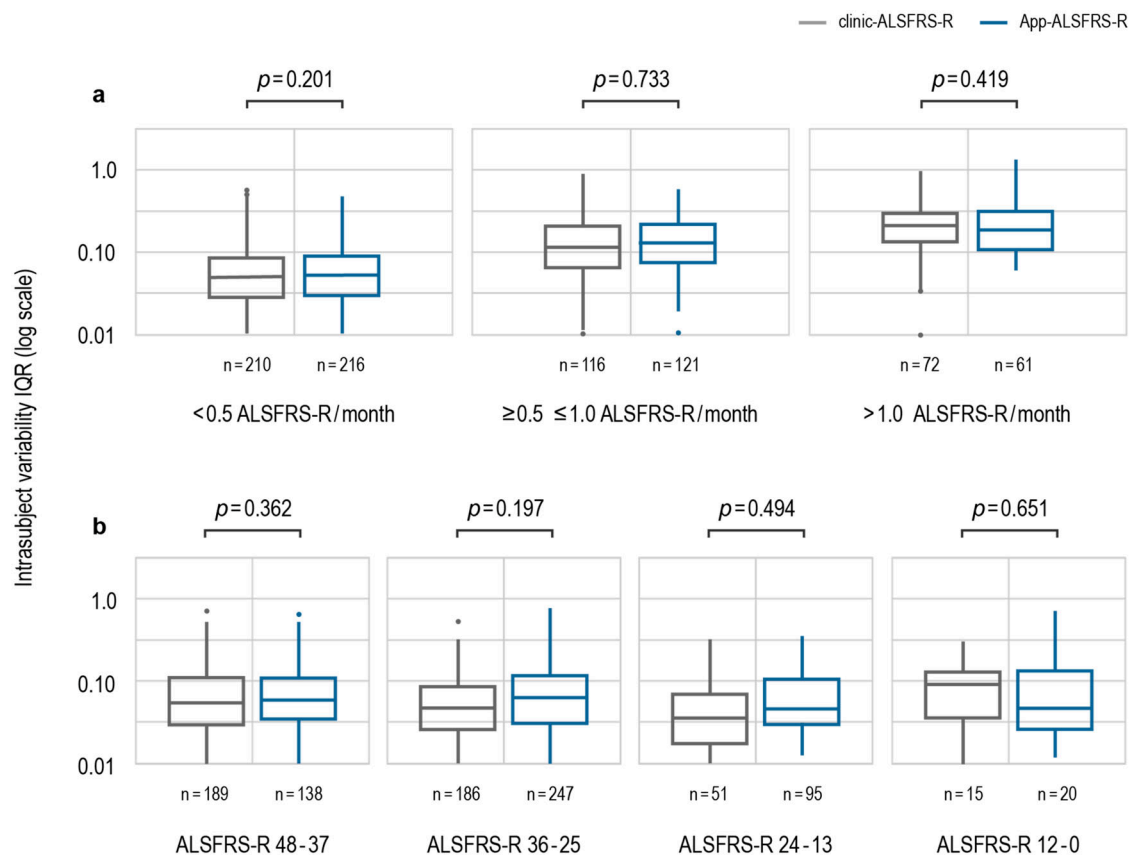 clinic-ALSFRS-R App-ALSFRS-R
a
p=0.201 p=0.733 p=0.419
1.0
0.10
0.01
n=210 n=216 n=116 n=121 n=72 n=61
<0.5 ALSFRS-R/month ≥0.5 ≤1.0 ALSFRS-R/month >1.0 ALSFRS-R/month
Intrasubject variability IQR (log scale)
b
p=0.362 p=0.197 p=0.494 p=0.651
1.0
0.10
0.01
n=189 n=138 n=186 n=247 n=51 n=95 n=15 n=20
ALSFRS-R 48-37 ALSFRS-R 36-25 ALSFRS-R 24-13 ALSFRS-R 12-0